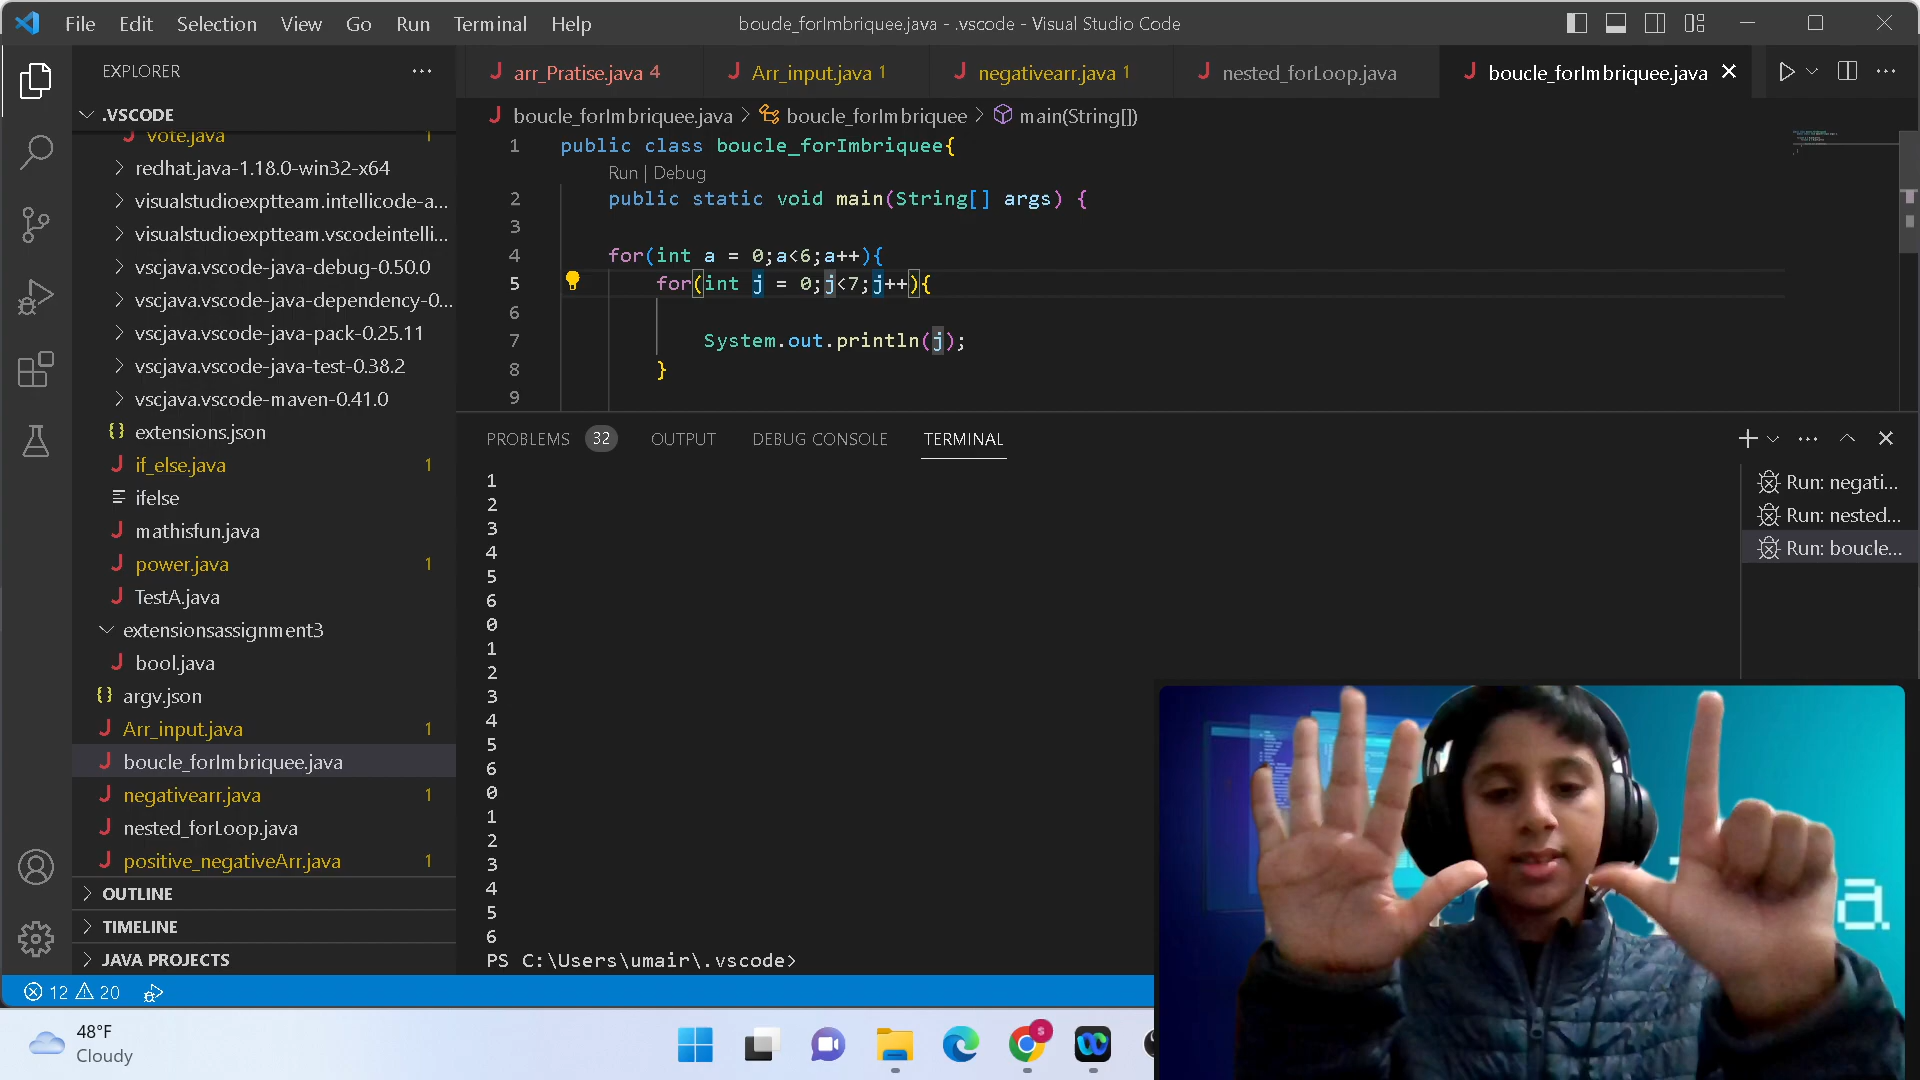 File Edit Selection View Go Run Terminal Help
boucle_forImbriquee.java - .vscode - Visual Studio Code
EXPLORER
.VSCODE
vote.java 1
redhat.java-1.18.0-win32-x64
visualstudioexptteam.intellicode-a...
visualstudioexptteam.vscodeintelli...
vscjava.vscode-java-debug-0.50.0
vscjava.vscode-java-dependency-0...
vscjava.vscode-java-pack-0.25.11
vscjava.vscode-java-test-0.38.2
vscjava.vscode-maven-0.41.0
extensions.json
if_else.java 1
ifelse
mathisfun.java
power.java 1
TestA.java
extensionsassignment3
bool.java
argv.json
Arr_input.java 1
boucle_forImbriquee.java
negativearr.java 1
nested_forLoop.java
positive_negativeArr.java 1
OUTLINE
TIMELINE
JAVA PROJECTS
arr_Pratise.java 4 Arr_input.java 1 negativearr.java 1 nested_forLoop.java boucle_forImbriquee.java
boucle_forImbriquee.java > boucle_forImbriquee > main(String[])
1 public class boucle_forImbriquee{
Run | Debug
2 public static void main(String[] args) {
3
4 for(int a = 0;a<6;a++){
5 for(int j = 0;j<7;j++){
6
7 System.out.println(j);
8 }
9
PROBLEMS 32 OUTPUT DEBUG CONSOLE TERMINAL
1
2
3
4
5
6
0
1
2
3
4
5
6
0
1
2
3
4
5
6
PS C:\Users\umair\.vscode>
Run: negati...
Run: nested...
Run: boucle...
a.
12 20
48°F
Cloudy
s